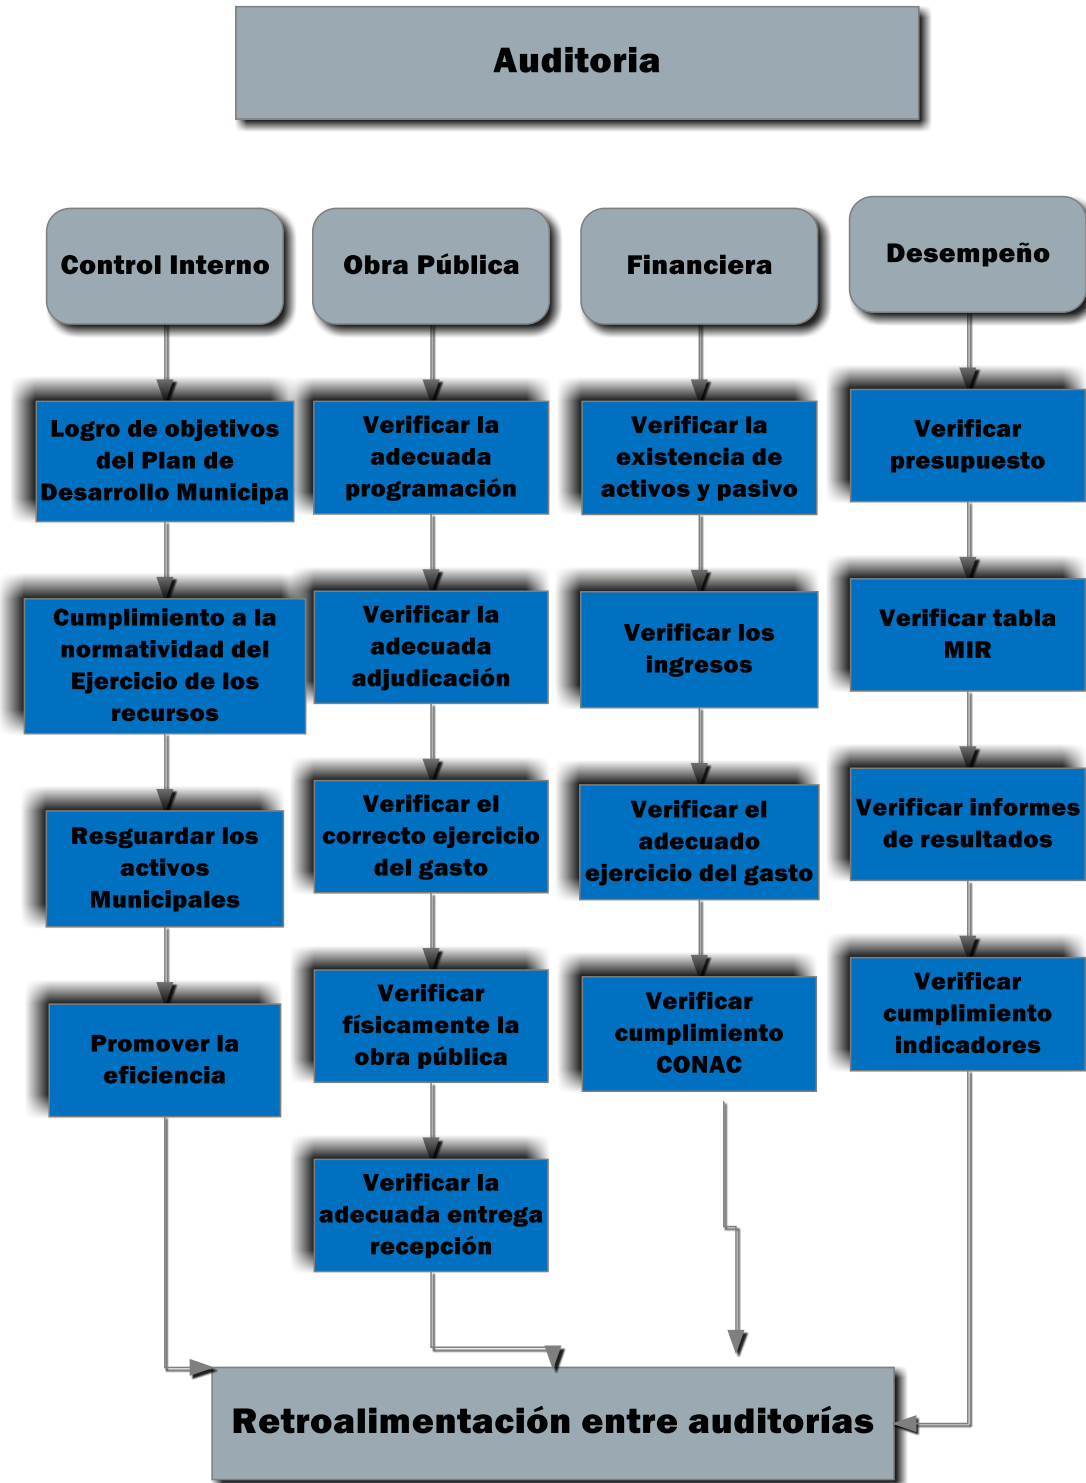 Auditoria
Control Interno
Logro de objetivos
del Plan de
Desarrollo Municipa
Cumplimiento a la
normatividad del
Ejercicio de los
recursos
Resguardar los
activos
Municipales
Promover la
eficiencia
Obra Pública
Verificar la
adecuada
programación
Verificar la
adecuada
adjudicación
Verificar el
correcto ejercicio
del gasto
Verificar
físicamente la
obra pública
Verificar la
adecuada entrega
recepción
Financiera
Verificar la
existencia de
activos y pasivo
Verificar los
ingresos
Verificar el
adecuado
ejercicio del gasto
Verificar
cumplimiento
CONAC
Desempeño
Verificar
presupuesto
Verificar tabla
MIR
Verificar informes
de resultados
Verificar
cumplimiento
indicadores
Retroalimentación entre auditorías